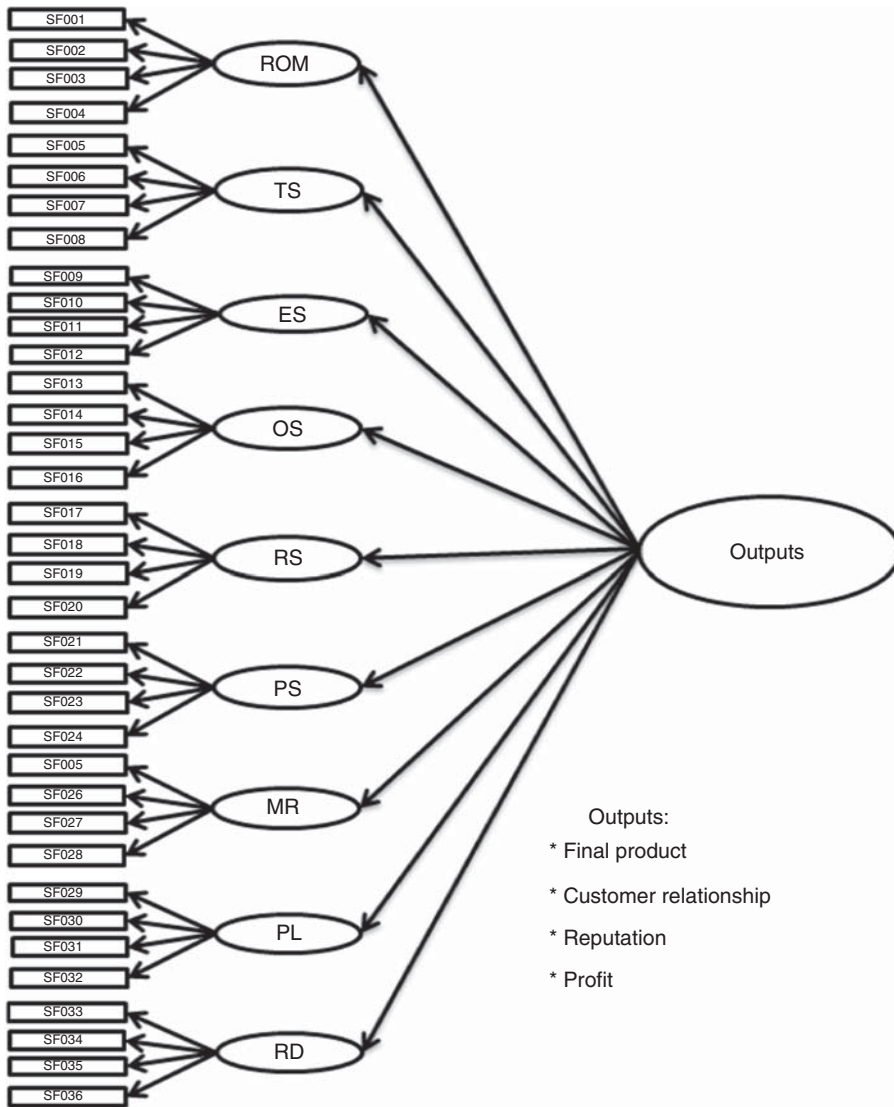 SF001
SF002
SF003
SF004
ROM
SF005
SF006
SF007
SF008
TS
SF009
SF010
SF011
SF012
ES
SF013
SF014
SF015
SF016
OS
SF017
SF018
SF019
SF020
RS
SF021
SF022
SF023
SF024
PS
SF005
SF026
SF027
SF028
MR
SF029
SF030
SF031
SF032
PL
SF033
SF034
SF035
SF036
RD
Outputs
Outputs:
* Final product
* Customer relationship
* Reputation
* Profit